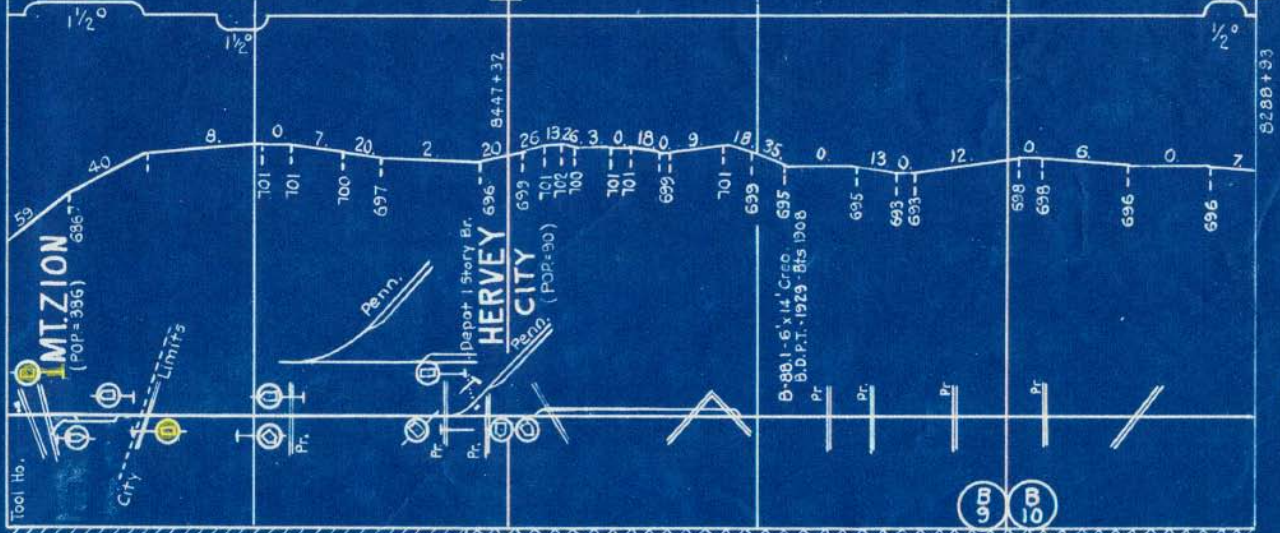 1½°
1½°
½°
8447+32
8288+93
59
40
8.
0
7.
20
2.
20
26
13
26
3.
0.
18
0.
9
18.
35.
0.
13
0.
12.
0.
6.
0.
7.
686
701
701
100
697
696
699
701
702
700
701
701
699
701
699
695
695
693
693
698
698
696
696
MT.ZION
(POP.=386)
Limits
City
Tool Ho.
Penn.
Depot 1 Story Br.
HERVEY
CITY
(POP.=90)
Penn.
B-88.1-6'x14' Creo.
B.D.P.T.-1929-Bts 1908
Pr.
Pr.
Pr.
Pr.
Pr
Pr
Pr
B
9
B
10